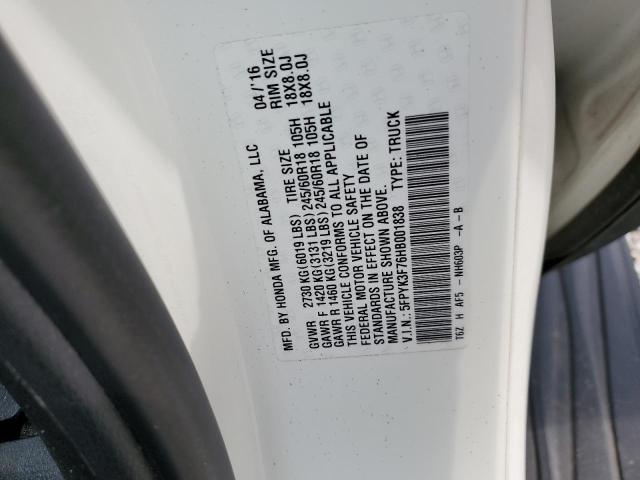 MFD. BY HONDA MFG. OF ALABAMA, LLC 04/'16
GVWR 2730 KG(6019 LBS) TIRE SIZE RIM SIZE
GAWR F 1420 KG(3131 LBS) 245/60R18 105H 18X8.0J
GAWR R 1460 KG(3219 LBS) 245/60R18 105H 18X8.0J
THIS VEHICLE CONFORMS TO ALL APPLICABLE
FEDERAL MOTOR VEHICLE SAFETY
STANDARDS IN EFFECT ON THE DATE OF
MANUFACTURE SHOWN ABOVE.
V.I.N.: 5FPYK3F76HB001838 TYPE: TRUCK
T6Z H AF5 - NH603P -A - B